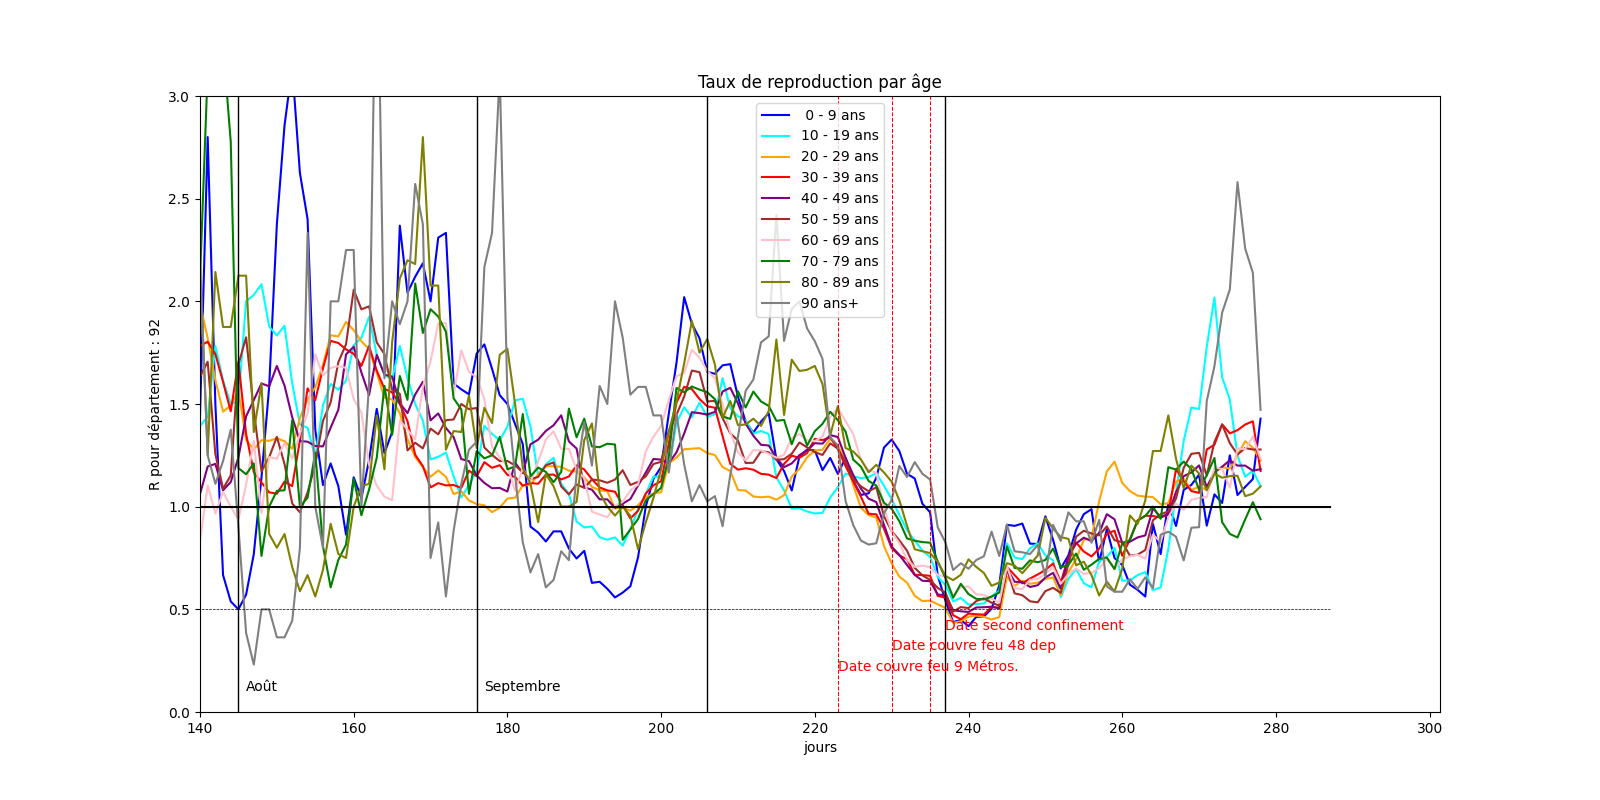 Taux de reproduction par âge
R pour département : 92
3.0
2.5
2.0
1.5
1.0
0.5
0.0
0 - 9 ans
10 - 19 ans
20 - 29 ans
30 - 39 ans
40 - 49 ans
50 - 59 ans
60 - 69 ans
70 - 79 ans
80 - 89 ans
90 ans+
Date second confinement
Date couvre feu 48 dep
Date couvre feu 9 Métros.
Août
Septembre
140 160 180 200 220 240 260 280 300
jours